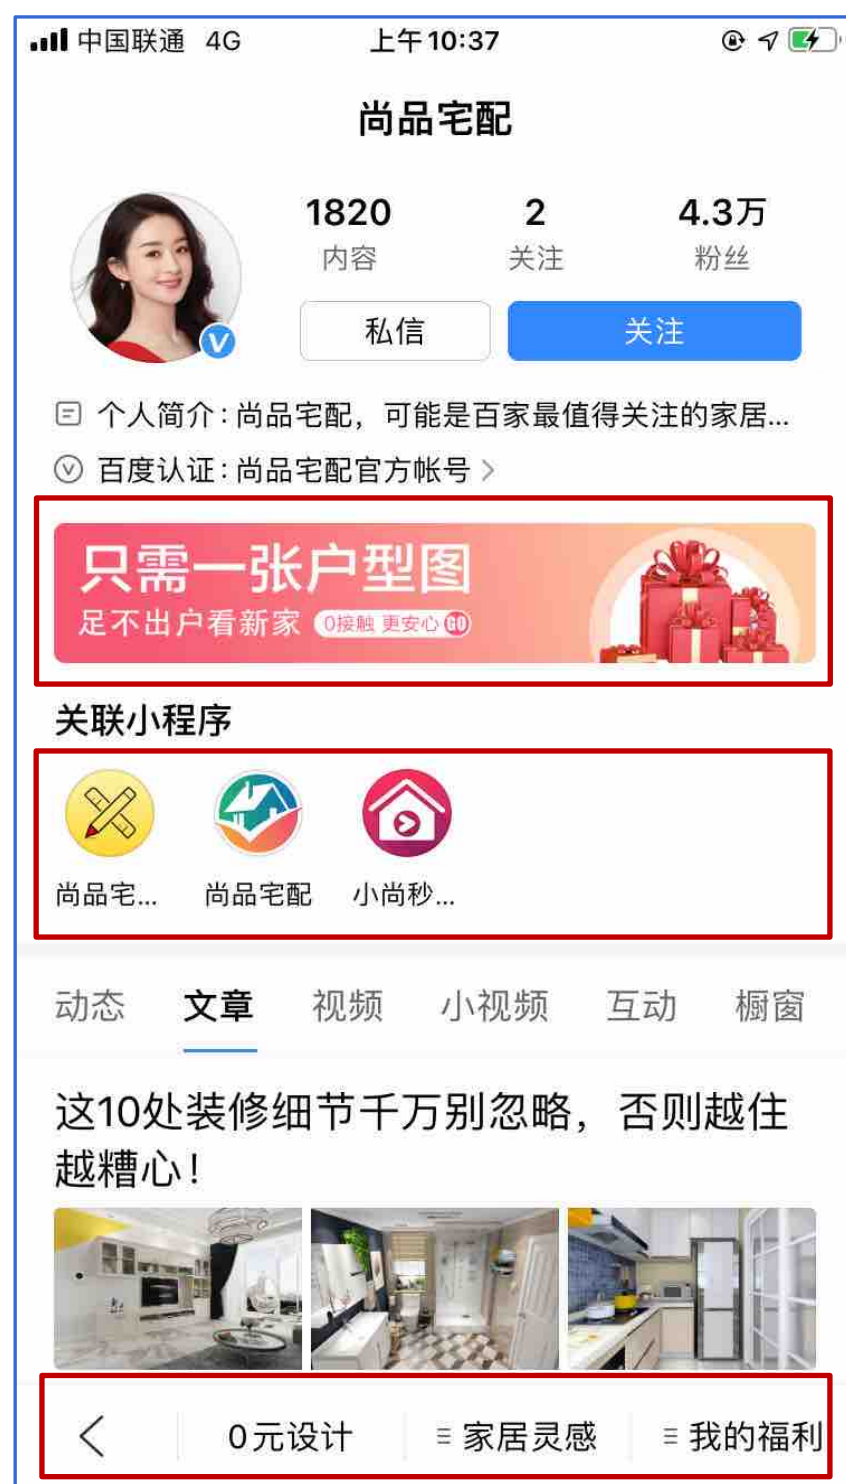 中国联通 4G 上午10:37
尚品宅配
1820 2 4.3万
内容 关注 粉丝
私信 关注
个人简介:尚品宅配，可能是百家最值得关注的家居...
百度认证:尚品宅配官方帐号
只需一张户型图
足不出户看新家 0接触 更安心 GO
关联小程序
尚品宅... 尚品宅配 小尚秒...
动态 文章 视频 小视频 互动 橱窗
这10处装修细节千万别忽略，否则越住
越糟心！
0元设计 家居灵感 我的福利